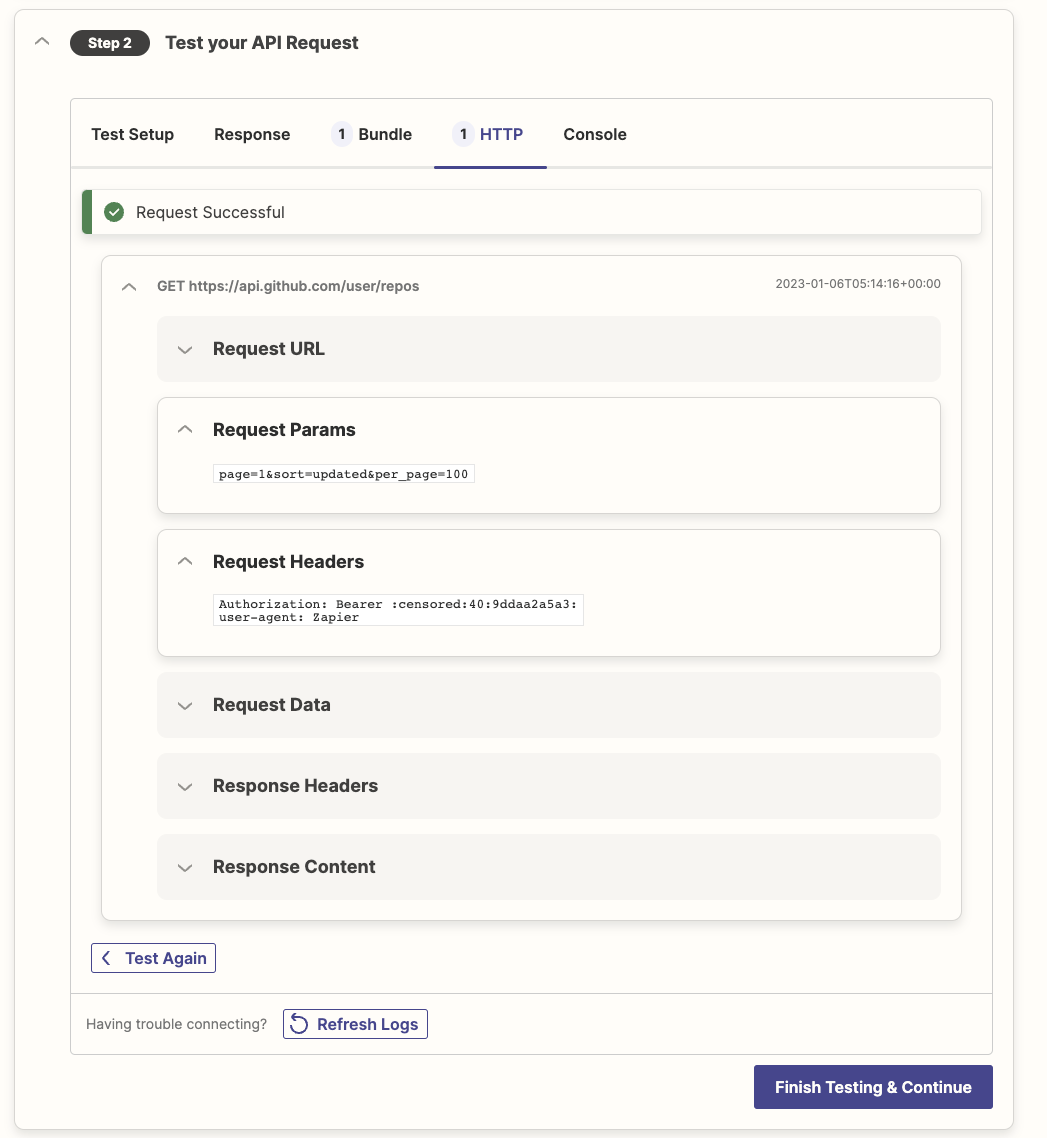 Step 2 Test your API Request
Test Setup Response 1 Bundle 1 HTTP Console
Request Successful
GET https://api.github.com/user/repos 2023-01-06T05:14:16+00:00
Request URL
Request Params
page=1&sort=updated&per_page=100
Request Headers
Authorization: Bearer :censored:40:9ddaa2a5a3:
user-agent: Zapier
Request Data
Response Headers
Response Content
Test Again
Having trouble connecting? Refresh Logs
Finish Testing & Continue